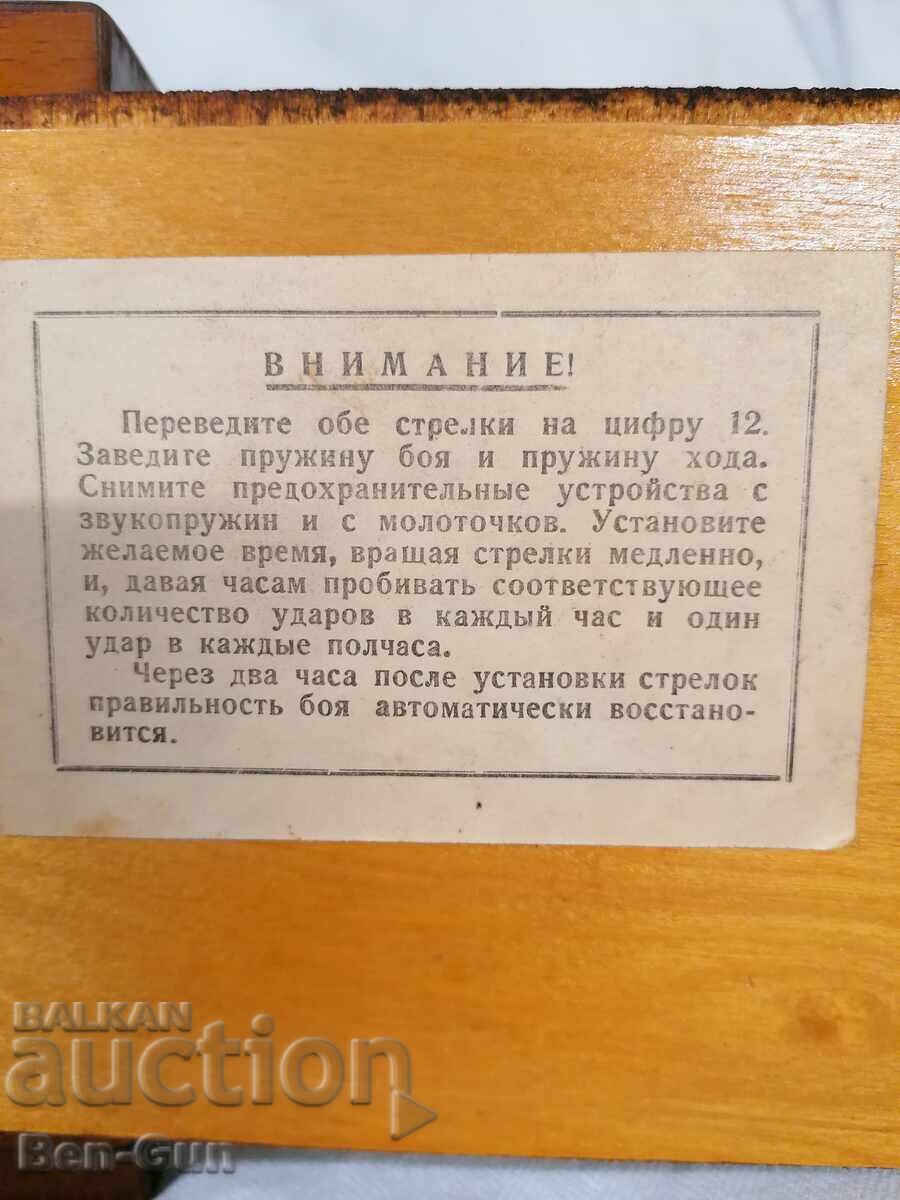 ВНИМАНИЕ!
Переведите обе стрелки на цифру 12.
Заведите пружину боя и пружину хода.
Снимите предохранительные устройства с
звукопружин и с молоточков. Установите
желаемое время, вращая стрелки медленно,
и, давая часам пробивать соответствующее
количество ударов в каждый час и один
удар в каждые полчаса.
Через два часа после установки стрелок
правильность боя автоматически восстано-
вится.
BALKAN
auction
Ben-Gun